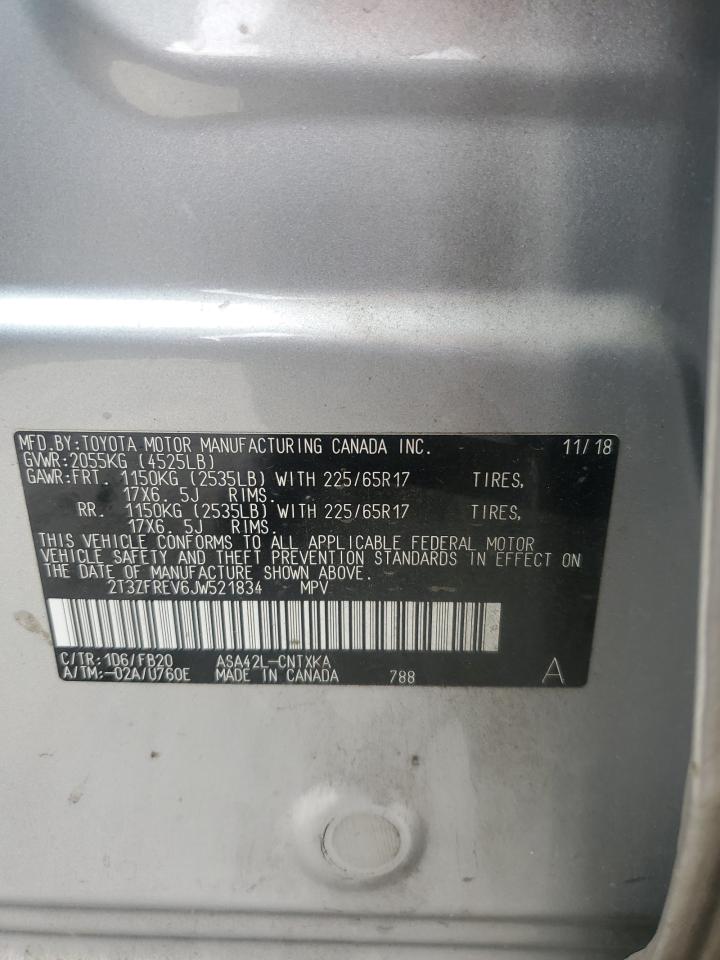 MFD.BY:TOYOTA MOTOR MANUFACTURING CANADA INC. 11/18
GVWR:2055KG (4525LB)
GAWR:FRT. 1150KG (2535LB) WITH 225/65R17 TIRES,
17X6. 5J RIMS.
RR. 1150KG (2535LB) WITH 225/65R17 TIRES,
17X6. 5J RIMS.
THIS VEHICLE CONFORMS TO ALL APPLICABLE FEDERAL MOTOR
VEHICLE SAFETY AND THEFT PREVENTION STANDARDS IN EFFECT ON
THE DATE OF MANUFACTURE SHOWN ABOVE.
2T3ZFREV6JW521834 MPV
C/TR:1D6/FB20 ASA42L-CNTXKA
A/TM:-02A/U760E MADE IN CANADA 788 A